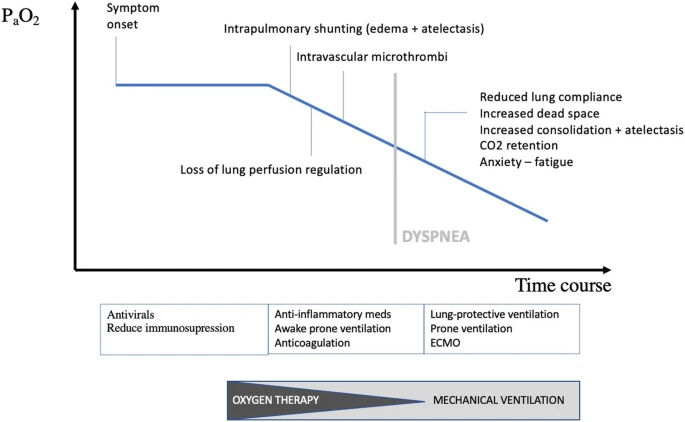 PaO2
Symptom
onset
Intrapulmonary shunting (edema + atelectasis)
Intravascular microthrombi
Loss of lung perfusion regulation
Reduced lung compliance
Increased dead space
Increased consolidation + atelectasis
CO2 retention
Anxiety – fatigue
DYSPNEA
Time course
Antivirals
Reduce immunosupression
Anti-inflammatory meds
Awake prone ventilation
Anticoagulation
Lung-protective ventilation
Prone ventilation
ECMO
OXYGEN THERAPY
MECHANICAL VENTILATION